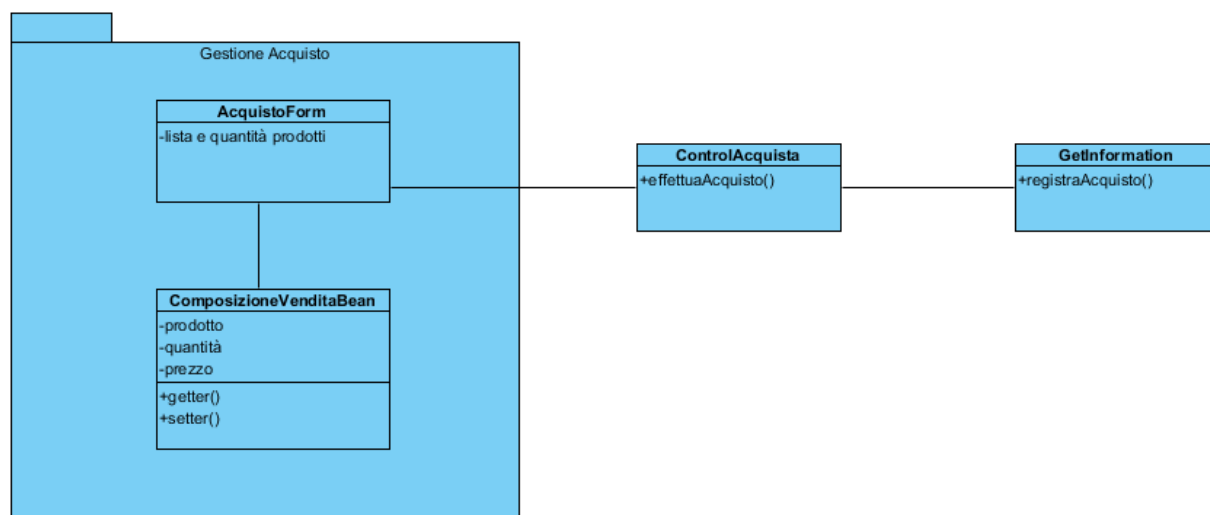 Gestione Acquisto
AcquistoForm
-lista e quantità prodotti
ControlAcquista
+effettuaAcquisto()
GetInformation
+registraAcquisto()
ComposizioneVenditaBean
-prodotto
-quantità
-prezzo
+getter()
+setter()